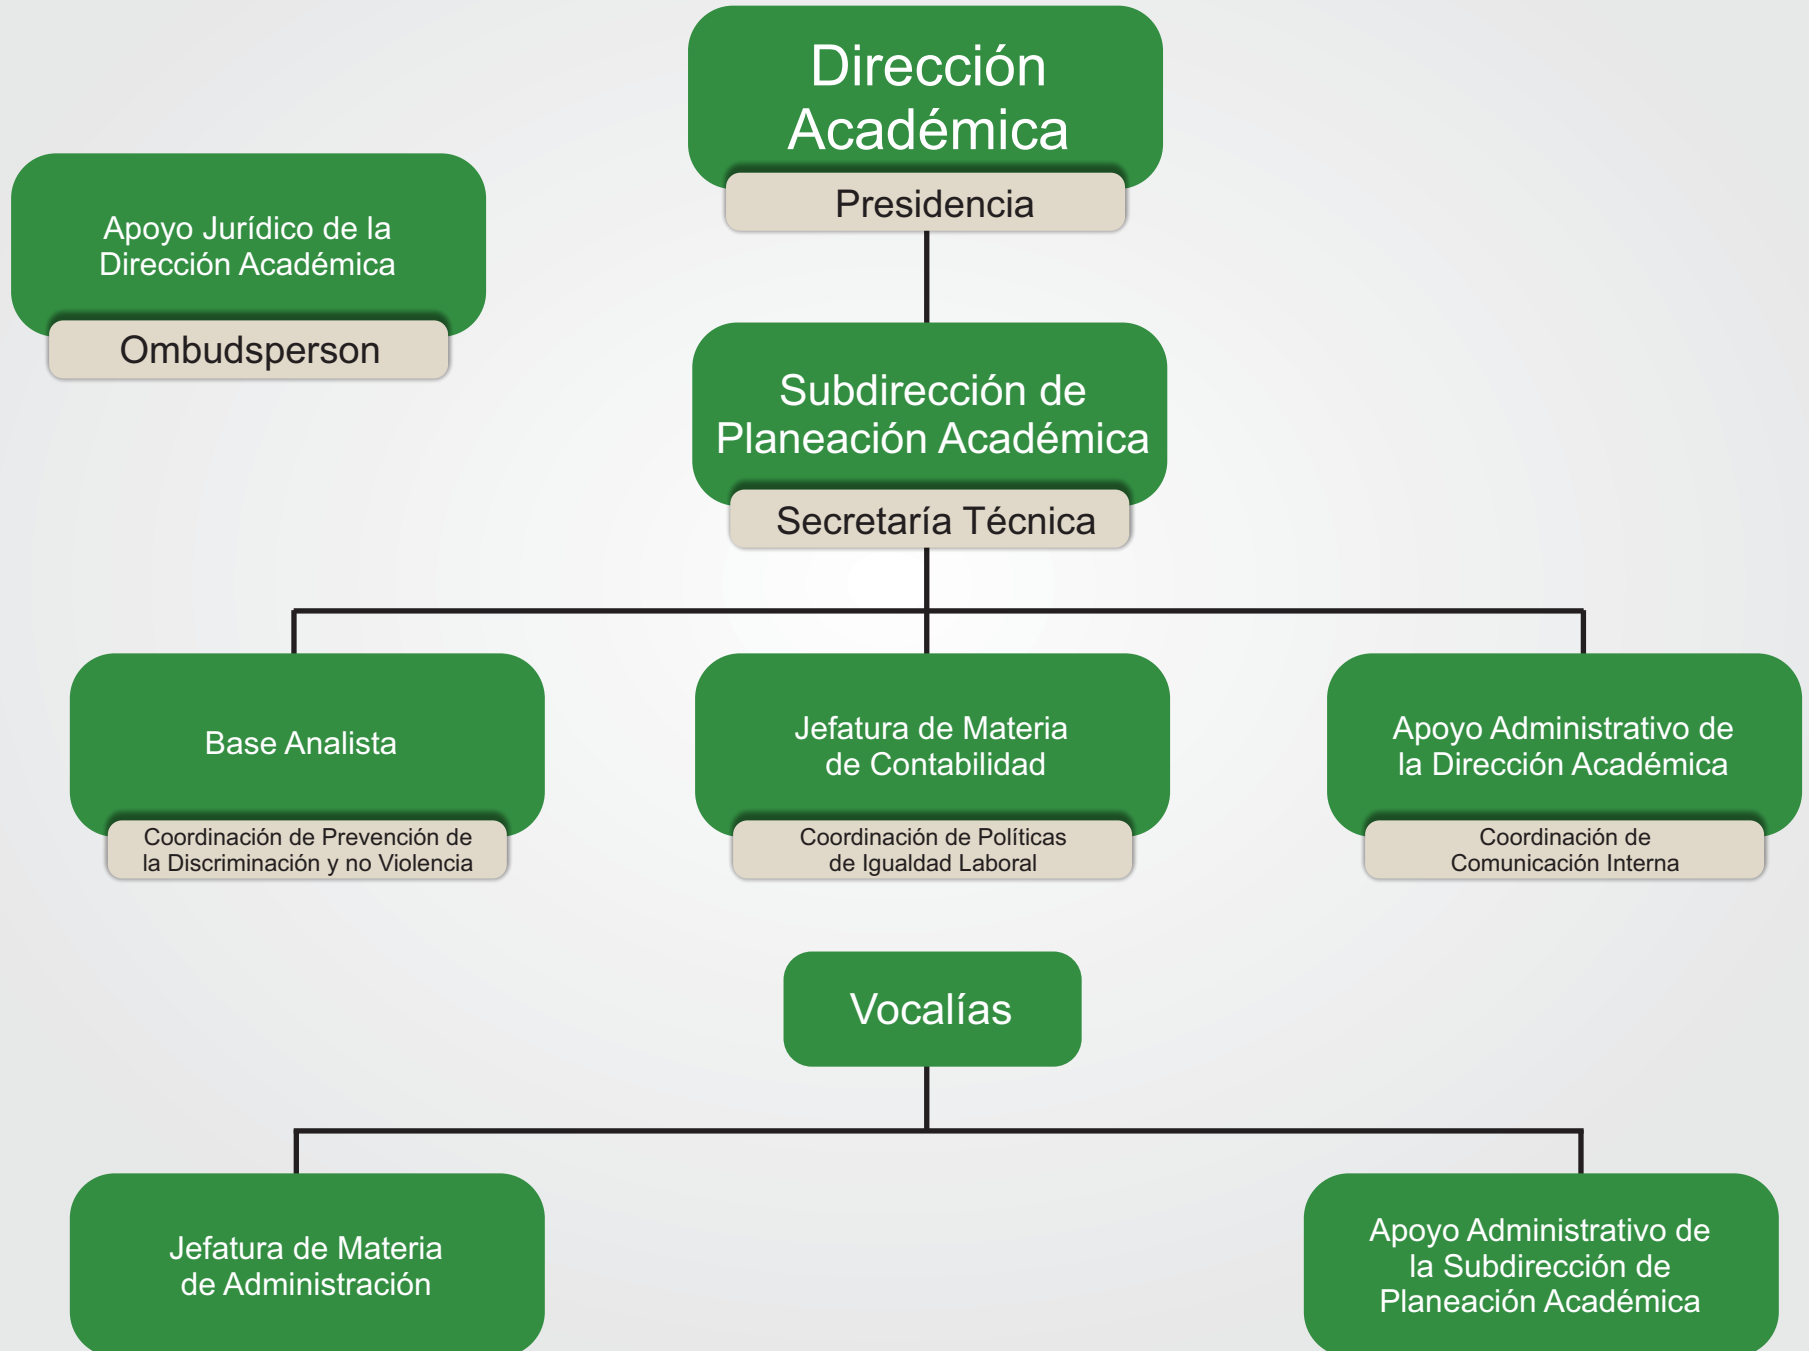 Dirección
Académica
Presidencia
Apoyo Jurídico de la
Dirección Académica
Ombudsperson
Subdirección de
Planeación Académica
Secretaría Técnica
Base Analista
Coordinación de Prevención de
la Discriminación y no Violencia
Jefatura de Materia
de Contabilidad
Coordinación de Políticas
de Igualdad Laboral
Apoyo Administrativo de
la Dirección Académica
Coordinación de
Comunicación Interna
Vocalías
Jefatura de Materia
de Administración
Apoyo Administrativo de
la Subdirección de
Planeación Académica